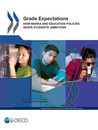 Grade Expectations
HOW MARKS AND EDUCATION POLICIES
SHAPE STUDENTS' AMBITIONS
OECD